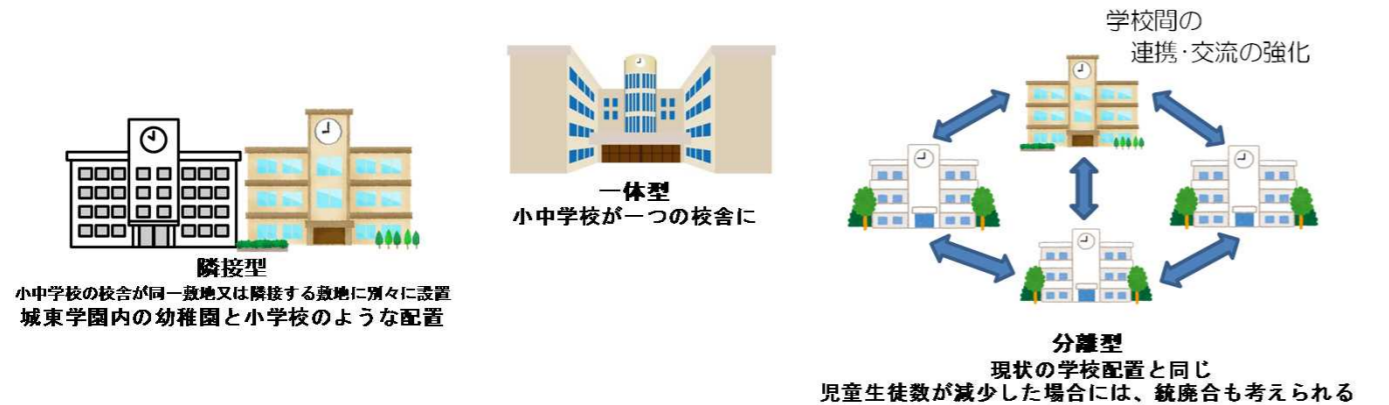 隣接型
小中学校の校舎が同一敷地又は隣接する敷地に別々に設置
城東学園内の幼稚園と小学校のような配置
一体型
小中学校が一つの校舎に
学校間の
連携・交流の強化
分離型
現状の学校配置と同じ
児童生徒数が減少した場合には、統廃合も考えられる